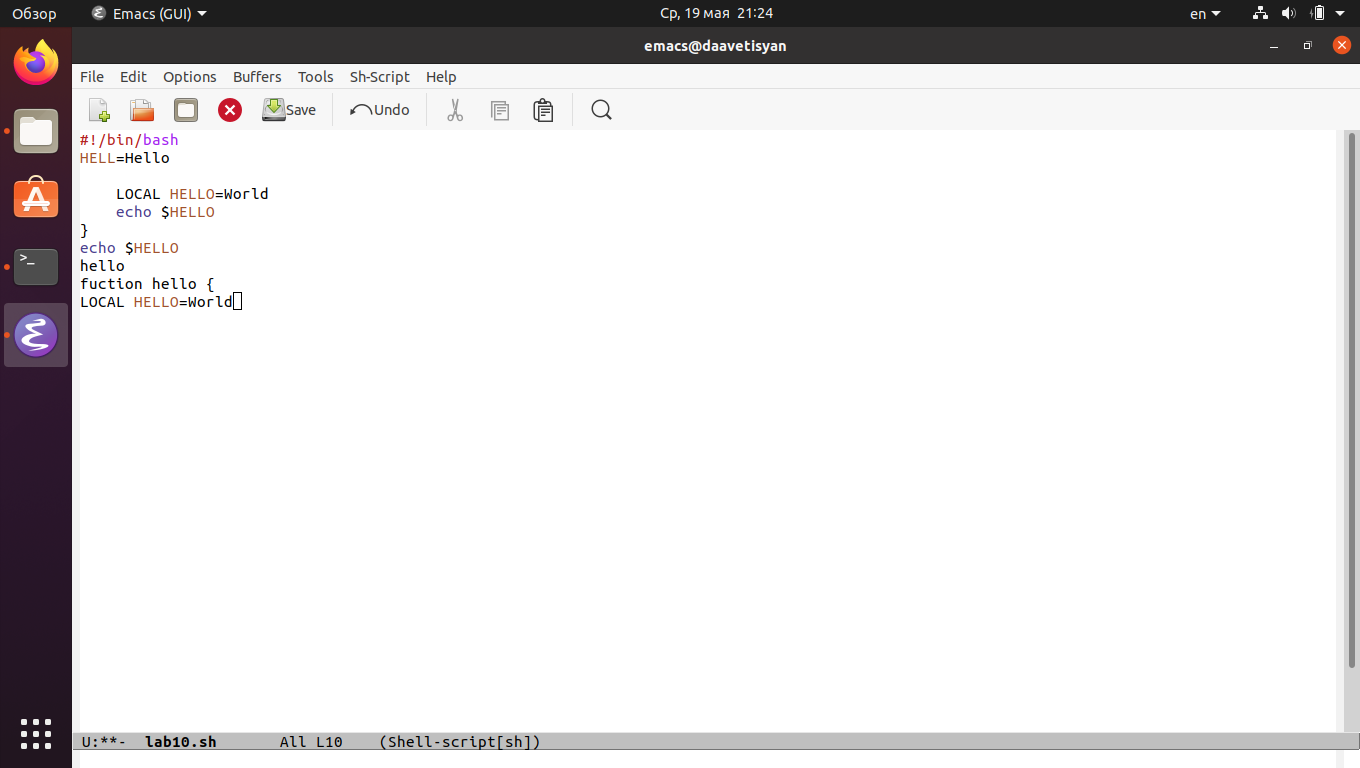 Обзор Emacs (GUI) Ср, 19 мая 21:24 en
emacs@daavetisyan
File Edit Options Buffers Tools Sh-Script Help
Save Undo
#!/bin/bash
HELL=Hello
LOCAL HELLO=World
echo $HELLO
}
echo $HELLO
hello
fuction hello {
LOCAL HELLO=World
U:**- lab10.sh All L10 (Shell-script[sh])